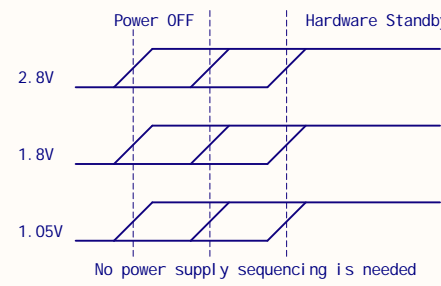 Power OFF
Hardware Standby
2.8V
1.8V
1.05V
No power supply sequencing is needed